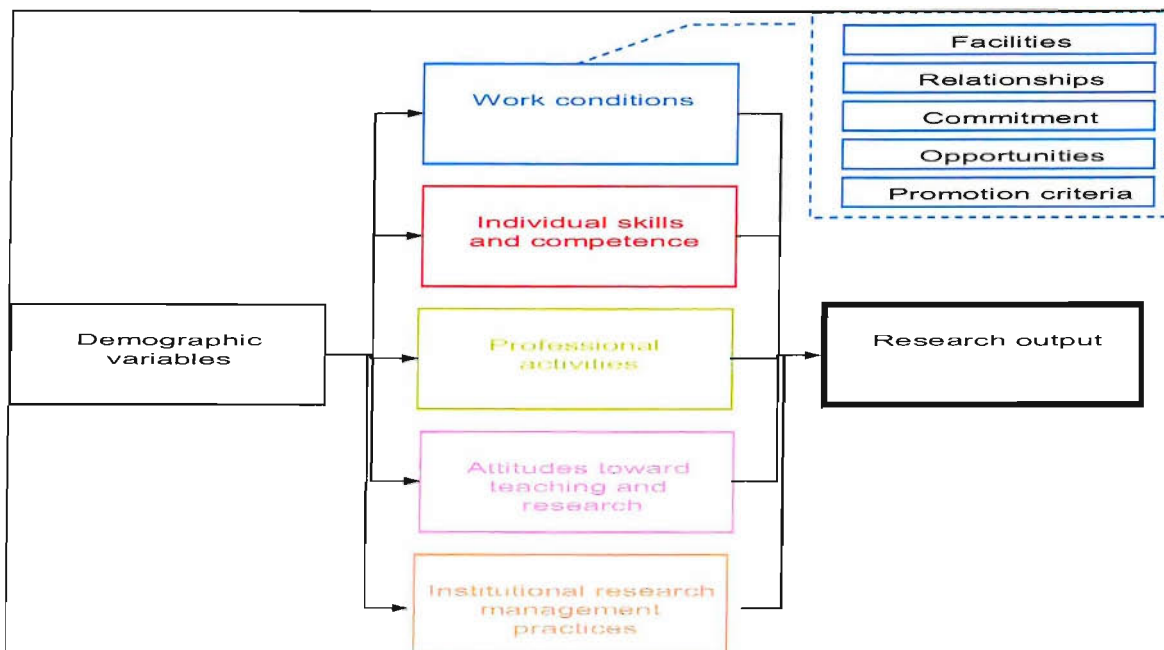 Facilities
Relationships
Commitment
Opportunities
Promotion criteria
Work conditions
Individual skills
and competence
Demographic
variables
Professional
activities
Research output
Attitudes toward
teaching and
research
Institutional research
management
practices